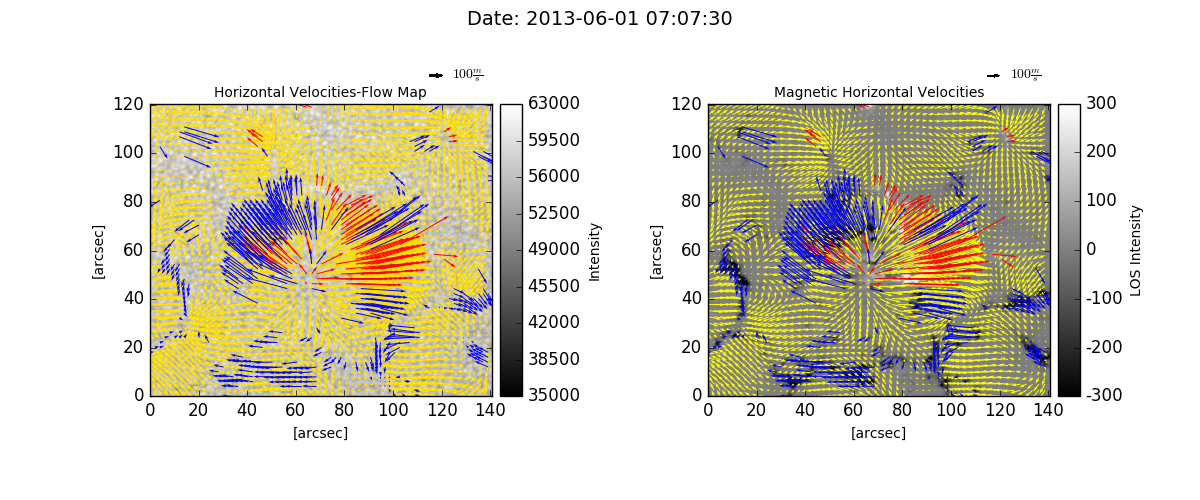 Date: 2013-06-01 07:07:30
100 m/s
100 m/s
Horizontal Velocities-Flow Map
Magnetic Horizontal Velocities
120
100
80
60
40
20
0
0 20 40 60 80 100 120 140
[arcsec]
[arcsec]
63000
59500
56000
52500
49000
45500
42000
38500
35000
Intensity
120
100
80
60
40
20
0
0 20 40 60 80 100 120 140
[arcsec]
[arcsec]
300
200
100
0
-100
-200
-300
LOS Intensity